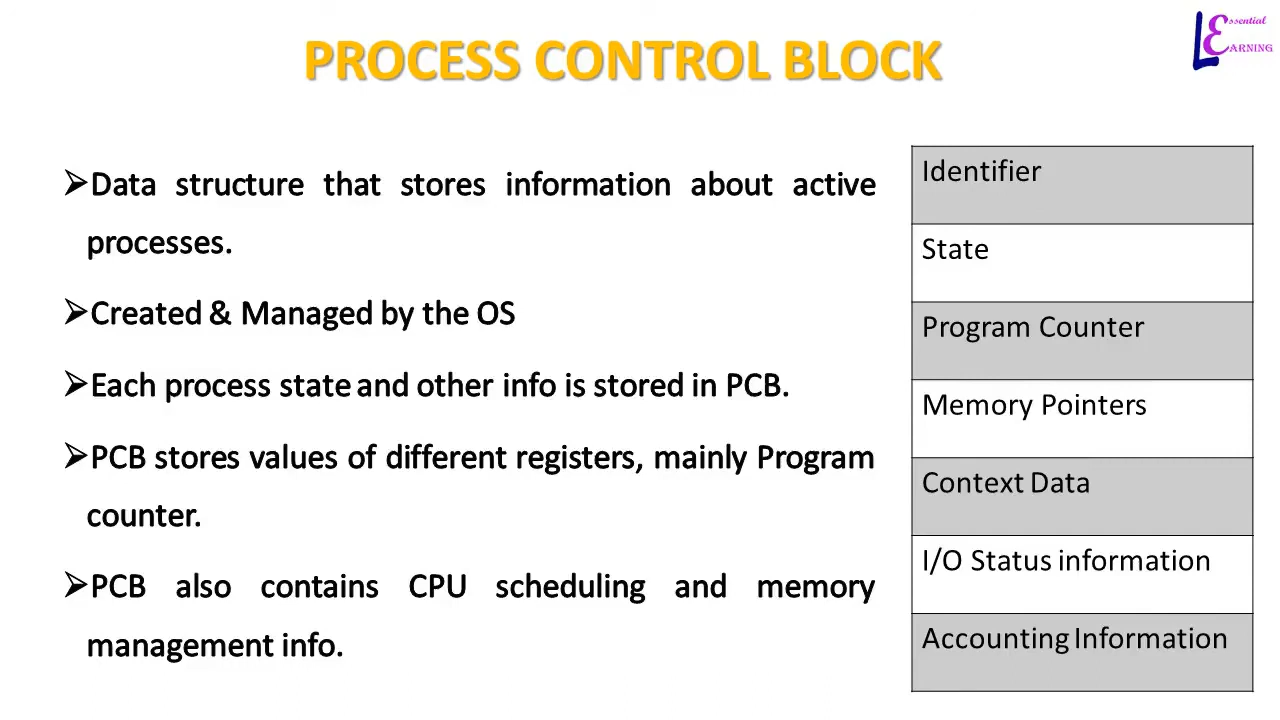 PROCESS CONTROL BLOCK
Essential
LEARNING
➢Data structure that stores information about active
processes.
➢Created & Managed by the OS
➢Each process state and other info is stored in PCB.
➢PCB stores values of different registers, mainly Program
counter.
➢PCB also contains CPU scheduling and memory
management info.
Identifier
State
Program Counter
Memory Pointers
Context Data
I/O Status information
Accounting Information